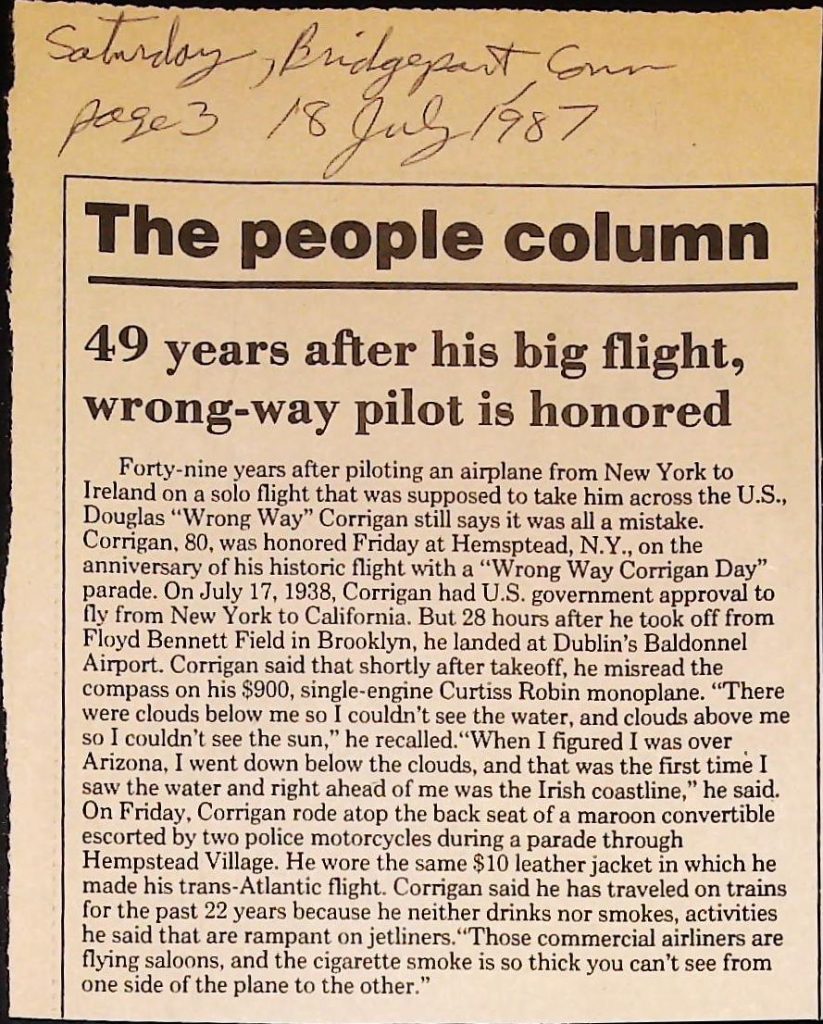 Saturday, Bridgeport, Conn
page 3 18 July 1987
The people column
49 years after his big flight,
wrong-way pilot is honored
Forty-nine years after piloting an airplane from New York to
Ireland on a solo flight that was supposed to take him across the U.S.,
Douglas “Wrong Way” Corrigan still says it was all a mistake.
Corrigan, 80, was honored Friday at Hemsptead, N.Y., on the
anniversary of his historic flight with a “Wrong Way Corrigan Day”
parade. On July 17, 1938, Corrigan had U.S. government approval to
fly from New York to California. But 28 hours after he took off from
Floyd Bennett Field in Brooklyn, he landed at Dublin’s Baldonnel
Airport. Corrigan said that shortly after takeoff, he misread the
compass on his $900, single-engine Curtiss Robin monoplane. “There
were clouds below me so I couldn’t see the water, and clouds above me
so I couldn’t see the sun,” he recalled.“When I figured I was over
Arizona, I went down below the clouds, and that was the first time I
saw the water and right ahead of me was the Irish coastline,” he said.
On Friday, Corrigan rode atop the back seat of a maroon convertible
escorted by two police motorcycles during a parade through
Hempstead Village. He wore the same $10 leather jacket in which he
made his trans-Atlantic flight. Corrigan said he has traveled on trains
for the past 22 years because he neither drinks nor smokes, activities
he said that are rampant on jetliners.“Those commercial airliners are
flying saloons, and the cigarette smoke is so thick you can’t see from
one side of the plane to the other.”